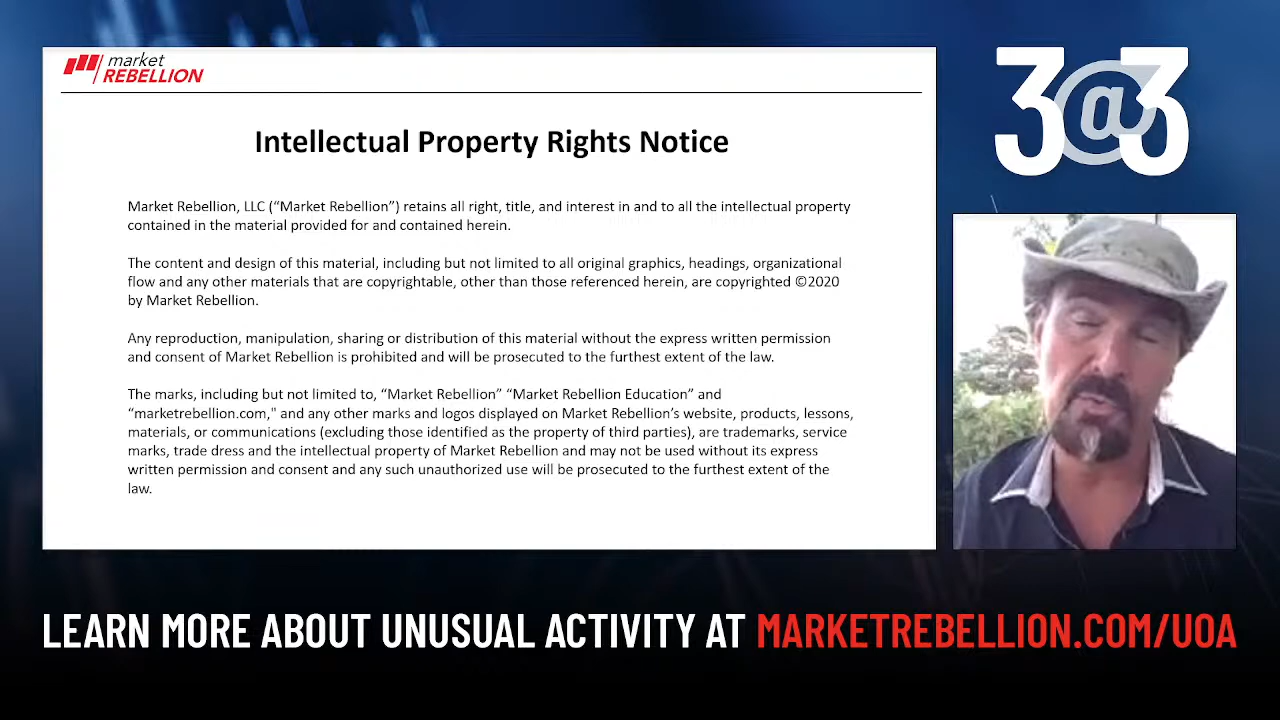 market
REBELLION
3@3
Intellectual Property Rights Notice
Market Rebellion, LLC (“Market Rebellion”) retains all right, title, and interest in and to all the intellectual property
contained in the material provided for and contained herein.
The content and design of this material, including but not limited to all original graphics, headings, organizational
flow and any other materials that are copyrightable, other than those referenced herein, are copyrighted ©2020
by Market Rebellion.
Any reproduction, manipulation, sharing or distribution of this material without the express written permission
and consent of Market Rebellion is prohibited and will be prosecuted to the furthest extent of the law.
The marks, including but not limited to, “Market Rebellion” “Market Rebellion Education” and
“marketrebellion.com," and any other marks and logos displayed on Market Rebellion’s website, products, lessons,
materials, or communications (excluding those identified as the property of third parties), are trademarks, service
marks, trade dress and the intellectual property of Market Rebellion and may not be used without its express
written permission and consent and any such unauthorized use will be prosecuted to the furthest extent of the
law.
LEARN MORE ABOUT UNUSUAL ACTIVITY AT MARKETREBELLION.COM/UOA